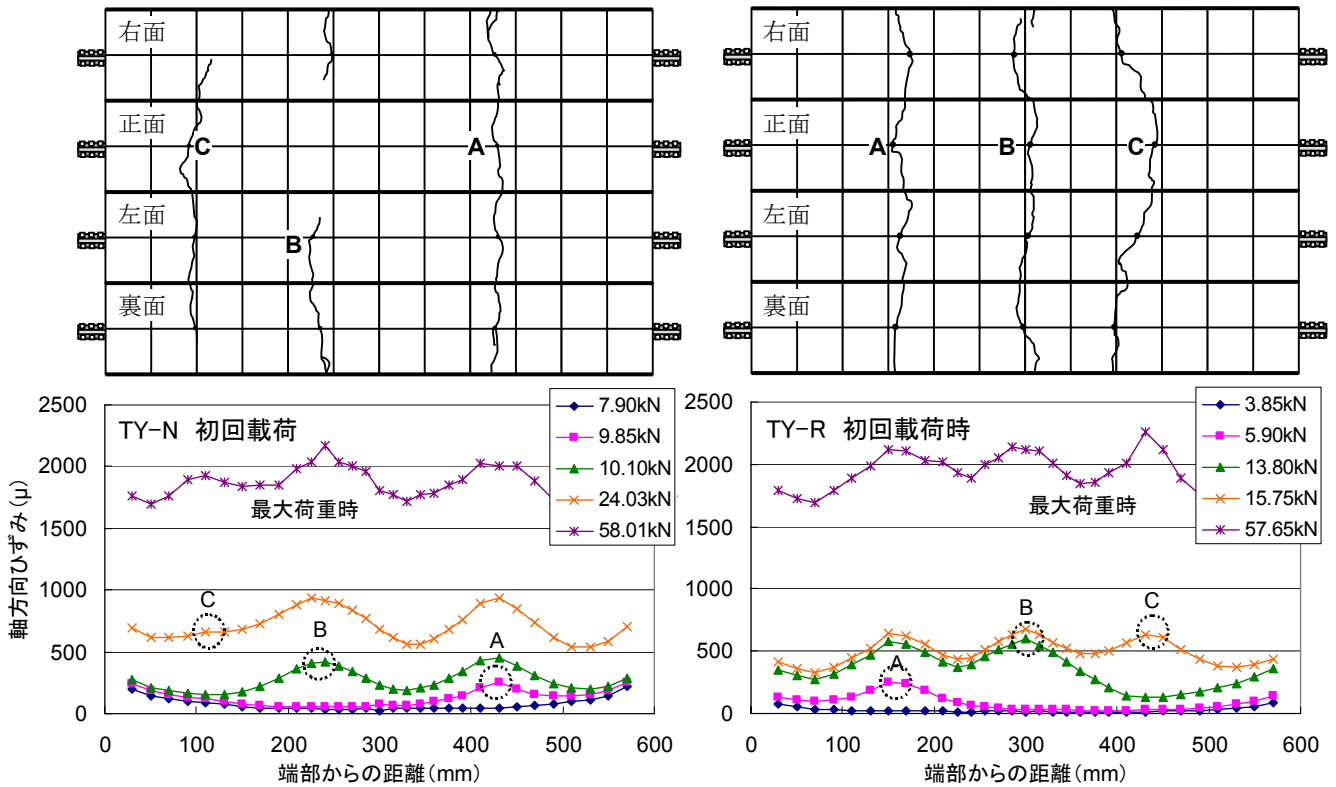 右面
正面
左面
裏面
C
A
B
右面
正面
左面
裏面
A
B
C
TY-N 初回載荷
最大荷重時
7.90kN
9.85kN
10.10kN
24.03kN
58.01kN
C
B
A
2500
2000
1500
1000
500
0
0 100 200 300 400 500 600
軸方向ひずみ(μ)
端部からの距離(mm)
TY-R 初回載荷時
最大荷重時
3.85kN
5.90kN
13.80kN
15.75kN
57.65kN
A
B
C
2500
2000
1500
1000
500
0
0 100 200 300 400 500 600
端部からの距離(mm)